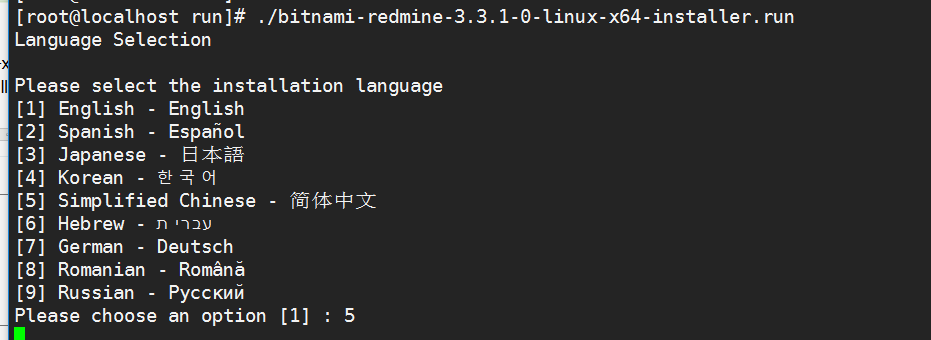 [root@localhost run]# ./bitnami-redmine-3.3.1-0-linux-x64-installer.run
Language Selection
Please select the installation language
[1] English - English
[2] Spanish - Español
[3] Japanese - 日本語
[4] Korean - 한국어
[5] Simplified Chinese - 简体中文
[6] Hebrew - עברית
[7] German - Deutsch
[8] Romanian - Română
[9] Russian - Русский
Please choose an option [1] : 5